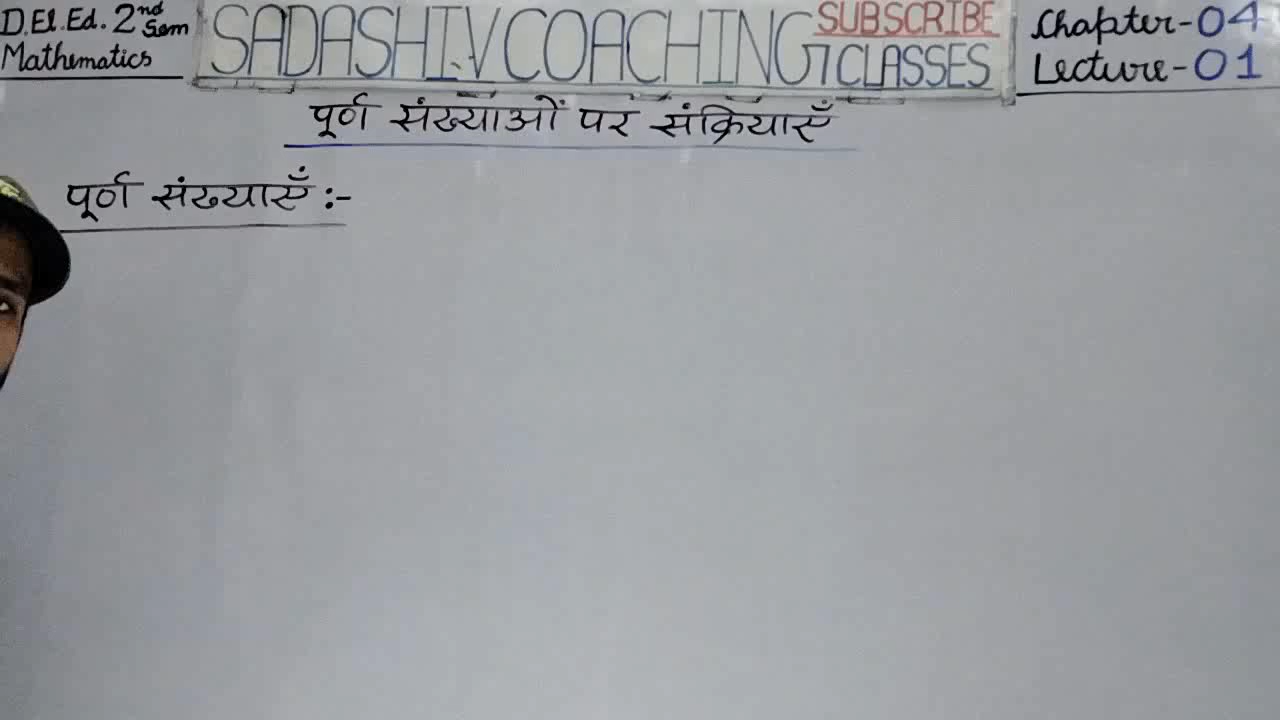 D.El.Ed. 2nd Sem
Mathematics
SADASHIV COACHING CLASSES
SUBSCRIBE
Chapter-04
Lecture-01
पूर्ण संख्याओं पर संक्रियाएँ
पूर्ण संख्याएँ :-